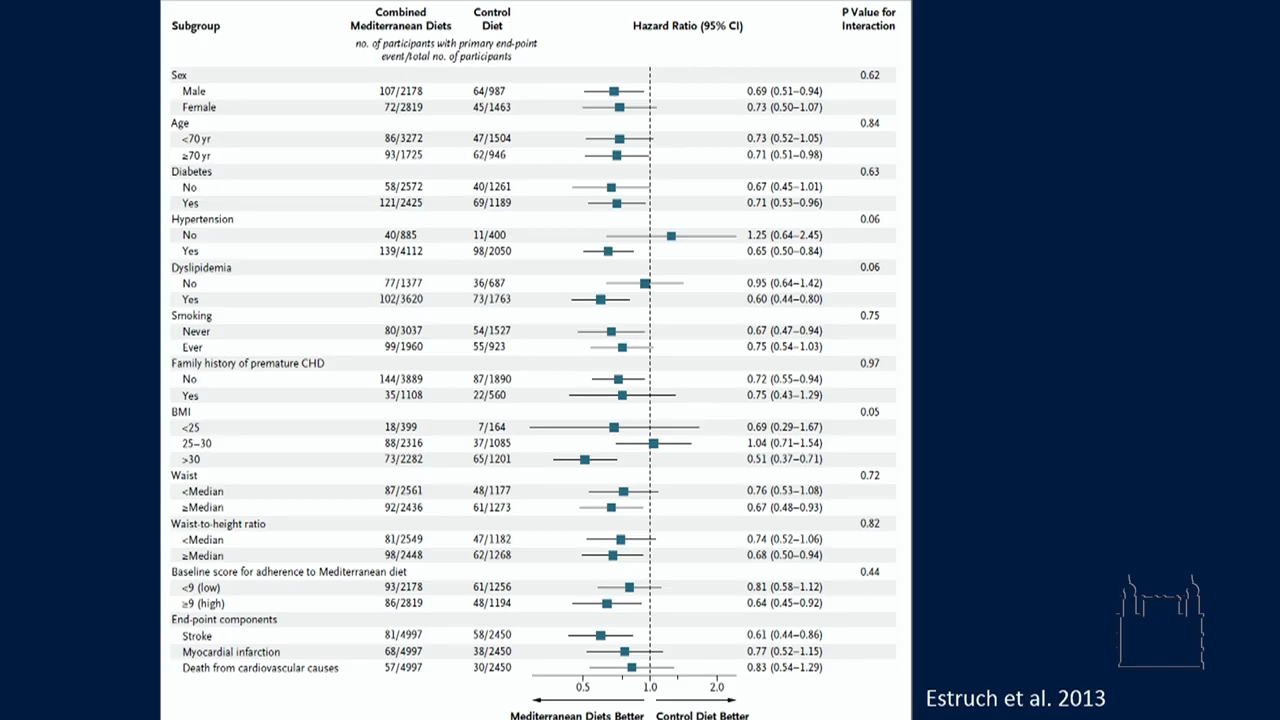 Subgroup Combined Mediterranean Diets Control Diet Hazard Ratio (95% CI) P Value for Interaction
no. of participants with primary end-point
event/total no. of participants
Sex 0.62
Male 107/2178 64/987 0.69 (0.51–0.94)
Female 72/2819 45/1463 0.73 (0.50–1.07)
Age 0.84
<70 yr 86/3272 47/1504 0.73 (0.52–1.05)
≥70 yr 93/1725 62/946 0.71 (0.51–0.98)
Diabetes 0.63
No 58/2572 40/1261 0.67 (0.45–1.01)
Yes 121/2425 69/1189 0.71 (0.53–0.96)
Hypertension 0.06
No 40/885 11/400 1.25 (0.64–2.45)
Yes 139/4112 98/2050 0.65 (0.50–0.84)
Dyslipidemia 0.06
No 77/1377 36/687 0.95 (0.64–1.42)
Yes 102/3620 73/1763 0.60 (0.44–0.80)
Smoking 0.75
Never 80/3037 54/1527 0.67 (0.47–0.94)
Ever 99/1960 55/923 0.75 (0.54–1.03)
Family history of premature CHD 0.97
No 144/3889 87/1890 0.72 (0.55–0.94)
Yes 35/1108 22/560 0.75 (0.43–1.29)
BMI 0.05
<25 18/399 7/164 0.69 (0.29–1.67)
25–30 88/2316 37/1085 1.04 (0.71–1.54)
>30 73/2282 65/1201 0.51 (0.37–0.71)
Waist 0.72
<Median 87/2561 48/1177 0.76 (0.53–1.08)
≥Median 92/2436 61/1273 0.67 (0.48–0.93)
Waist-to-height ratio 0.82
<Median 81/2549 47/1182 0.74 (0.52–1.06)
≥Median 98/2448 62/1268 0.68 (0.50–0.94)
Baseline score for adherence to Mediterranean diet 0.44
<9 (low) 93/2178 61/1256 0.81 (0.58–1.12)
≥9 (high) 86/2819 48/1194 0.64 (0.45–0.92)
End-point components
Stroke 81/4997 58/2450 0.61 (0.44–0.86)
Myocardial infarction 68/4997 38/2450 0.77 (0.52–1.15)
Death from cardiovascular causes 57/4997 30/2450 0.83 (0.54–1.29)
0.5 1.0 2.0
Mediterranean Diets Better Control Diet Better
Estruch et al. 2013